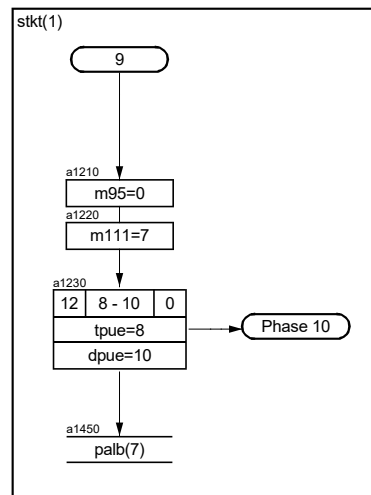 stkt(1)
9
a1210
m95=0
a1220
m111=7
a1230
12 8 - 10 0
tpue=8
Phase 10
dpue=10
a1450
palb(7)